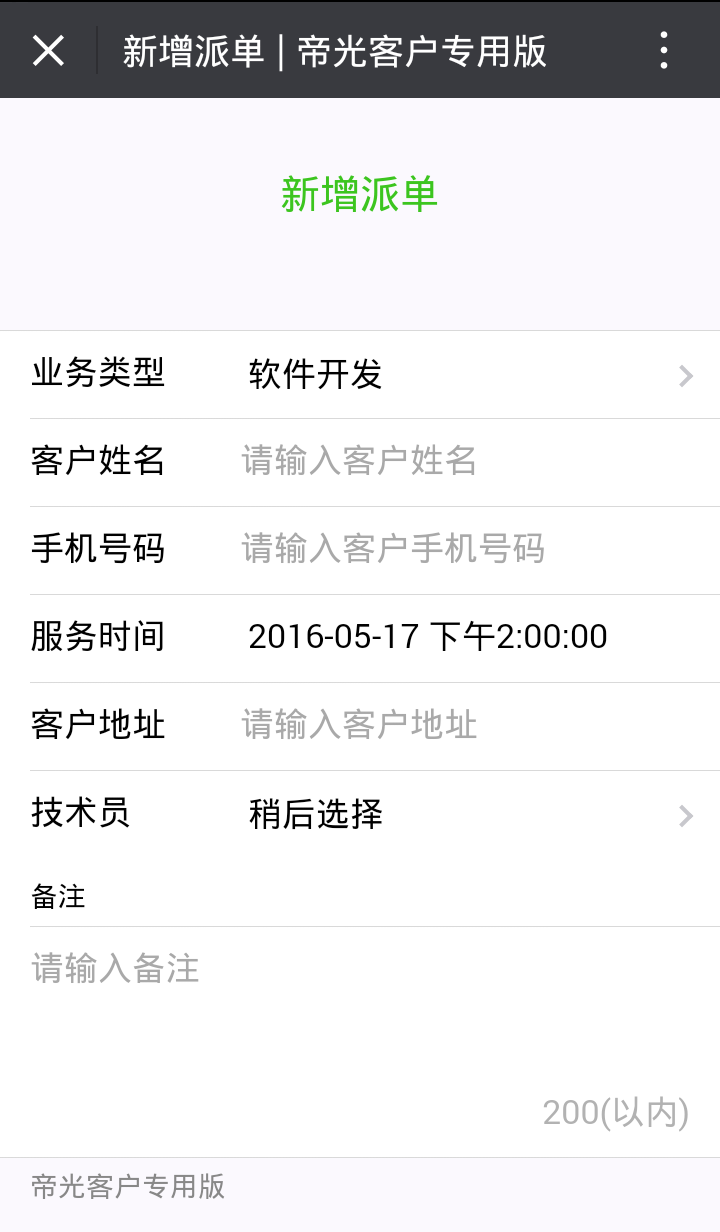 新增派单 | 帝光客户专用版
新增派单
业务类型 软件开发
客户姓名 请输入客户姓名
手机号码 请输入客户手机号码
服务时间 2016-05-17 下午2:00:00
客户地址 请输入客户地址
技术员 稍后选择
备注
请输入备注
200(以内)
帝光客户专用版